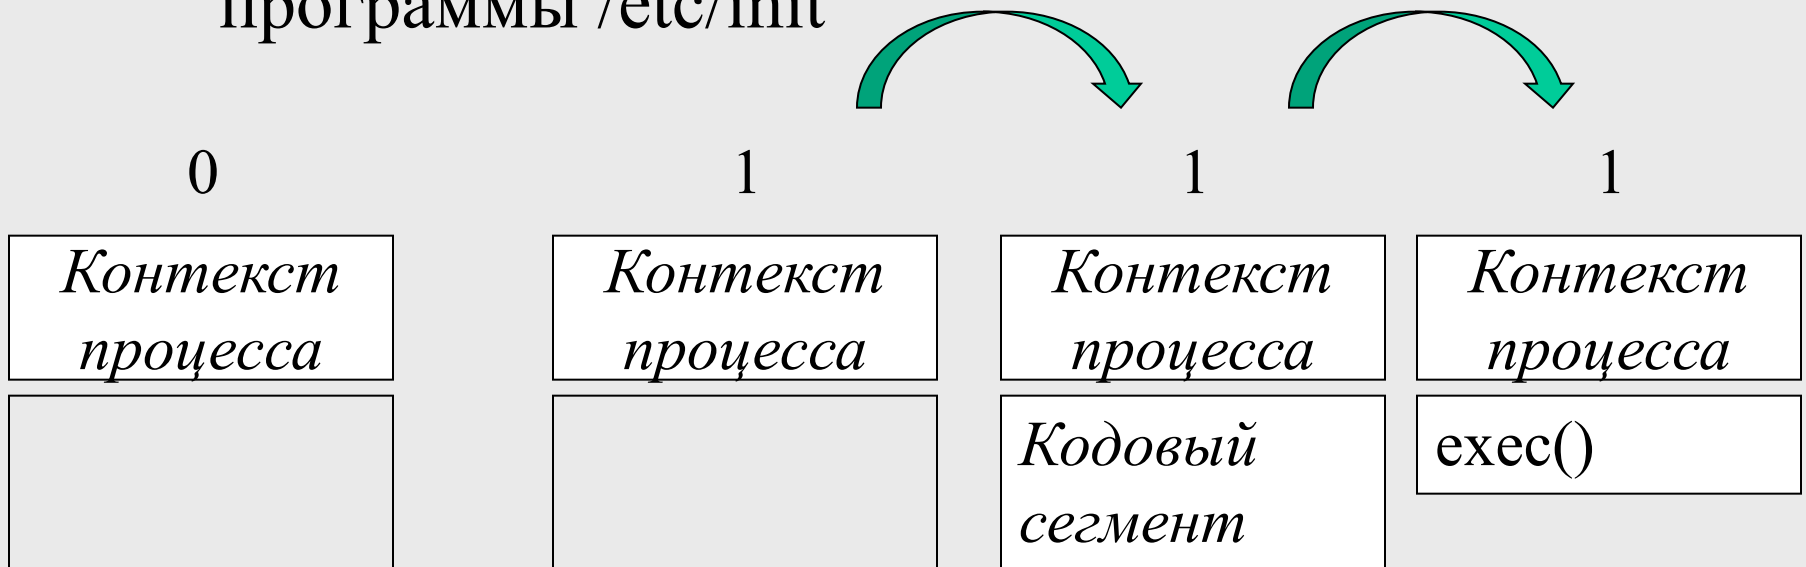 программы /etc/init
0 1 1 1
Контекст процесса
Контекст процесса
Контекст процесса
Контекст процесса
Кодовый сегмент
exec()